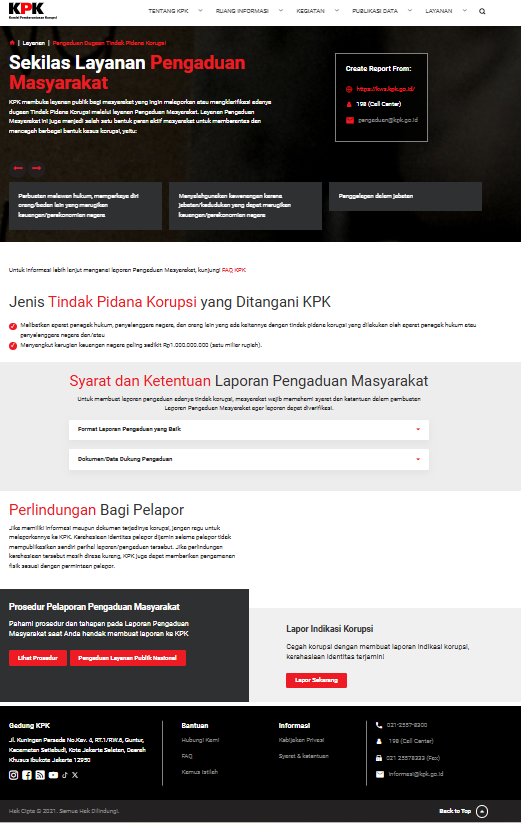 KPK
Komisi Pemberantasan Korupsi
TENTANG KPK RUANG INFORMASI KEGIATAN PUBLIKASI DATA LAYANAN
| Layanan | Pengaduan Dugaan Tindak Pidana Korupsi
Sekilas Layanan Pengaduan
Masyarakat
KPK membuka layanan publik bagi masyarakat yang ingin melaporkan atau mengklarifikasi adanya
dugaan Tindak Pidana Korupsi melalui layanan Pengaduan Masyarakat. Layanan Pengaduan
Masyarakat ini juga menjadi salah satu bentuk peran aktif masyarakat untuk memberantas dan
mencegah berbagai bentuk kasus korupsi, yaitu:
Create Report From:
https://kws.kpk.go.id/
198 (Call Center)
pengaduan@kpk.go.id
Perbuatan melawan hukum, memperkaya diri
orang/badan lain yang merugikan
keuangan/perekonomian negara
Menyalahgunakan kewenangan karena
jabatan/kedudukan yang dapat merugikan
keuangan/perekonomian negara
Penggelapan dalam jabatan
Untuk informasi lebih lanjut mengenai laporan Pengaduan Masyarakat, kunjungi FAQ KPK
Jenis Tindak Pidana Korupsi yang Ditangani KPK
Melibatkan aparat penegak hukum, penyelenggara negara, dan orang lain yang ada kaitannya dengan tindak pidana korupsi yang dilakukan oleh aparat penegak hukum atau
penyelenggara negara dan/atau
Menyangkut kerugian keuangan negara paling sedikit Rp1.000.000.000 (satu miliar rupiah).
Syarat dan Ketentuan Laporan Pengaduan Masyarakat
Untuk membuat laporan pengaduan adanya tindak korupsi, masyarakat wajib memahami syarat dan ketentuan dalam pembuatan
Laporan Pengaduan Masyarakat agar laporan dapat diverifikasi.
Format Laporan Pengaduan yang Baik
Dokumen/Data Dukung Pengaduan
Perlindungan Bagi Pelapor
Jika memiliki informasi maupun dokumen terjadinya korupsi, jangan ragu untuk
melaporkannya ke KPK. Kerahasiaan identitas pelapor dijamin selama pelapor tidak
mempublikasikan sendiri perihal laporan/pengaduan tersebut. Jika perlindungan
kerahasiaan tersebut masih dirasa kurang, KPK juga dapat memberikan pengamanan
fisik sesuai dengan permintaan pelapor.
Prosedur Pelaporan Pengaduan Masyarakat
Pahami prosedur dan tahapan pada Laporan Pengaduan
Masyarakat saat Anda hendak membuat laporan ke KPK
Lihat Prosedur Pengaduan Layanan Publik Nasional
Lapor Indikasi Korupsi
Cegah korupsi dengan membuat laporan indikasi korupsi,
kerahasiaan identitas terjamin!
Lapor Sekarang
Gedung KPK
Jl. Kuningan Persada No.Kav. 4, RT.1/RW.6, Guntur,
Kecamatan Setiabudi, Kota Jakarta Selatan, Daerah
Khusus Ibukota Jakarta 12950
Bantuan
Hubungi Kami
FAQ
Kamus Istilah
Informasi
Kebijakan Privasi
Syarat & ketentuan
021-2557-8300
198 (Call Center)
021 25578333 (Fax)
informasi@kpk.go.id
Hak Cipta © 2021. Semua Hak Dilindungi.
Back to Top